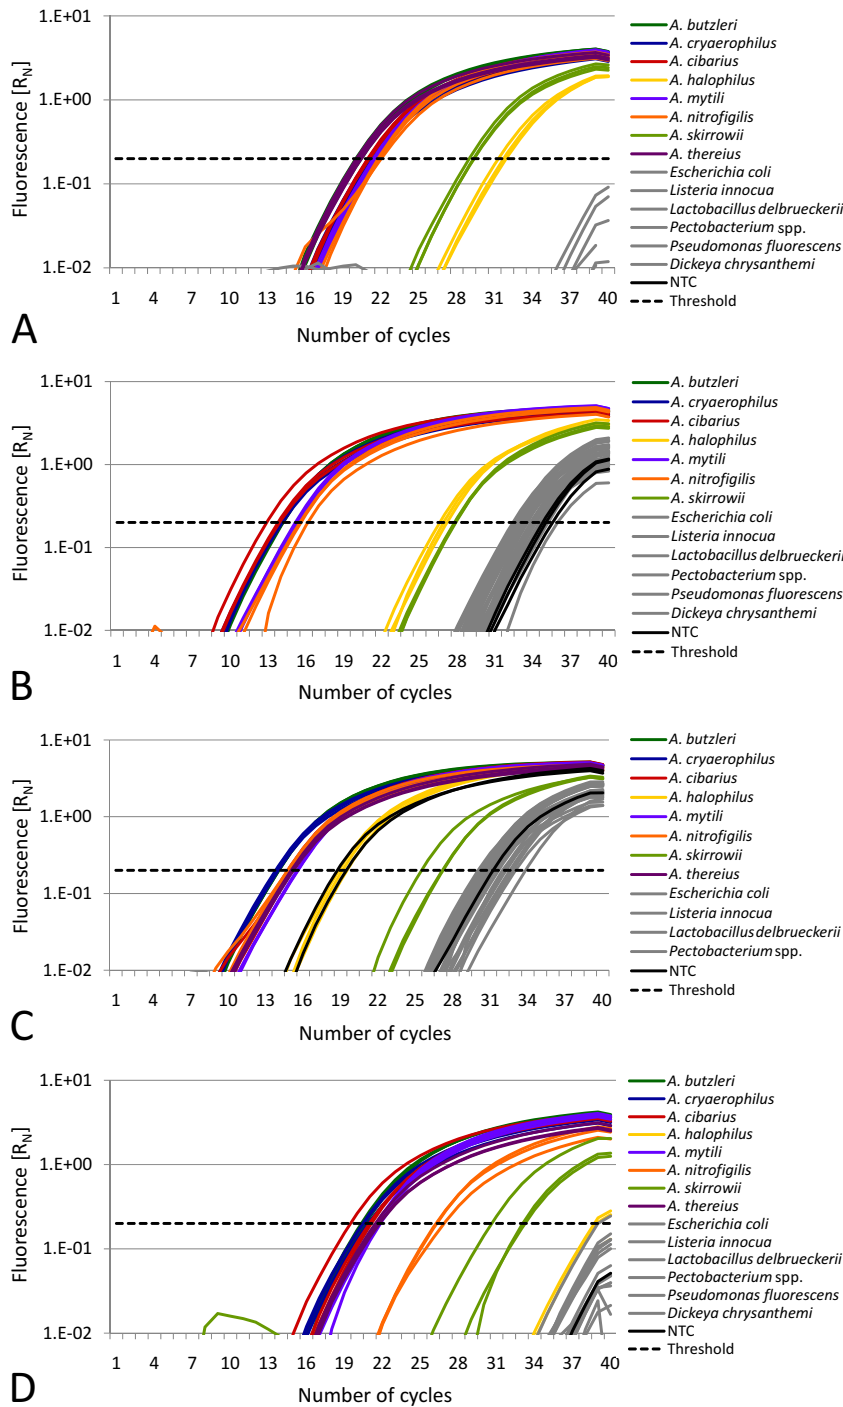 Fluorescence [RN]
1.E+01
1.E+00
1.E-01
1.E-02
1 4 7 10 13 16 19 22 25 28 31 34 37 40
Number of cycles
A. butzleri
A. cryaerophilus
A. cibarius
A. halophilus
A. mytili
A. nitrofigilis
A. skirrowii
A. thereius
Escherichia coli
Listeria innocua
Lactobacillus delbrueckerii
Pectobacterium spp.
Pseudomonas fluorescens
Dickeya chrysanthemi
NTC
Threshold
A
Fluorescence [RN]
1.E+01
1.E+00
1.E-01
1.E-02
1 4 7 10 13 16 19 22 25 28 31 34 37 40
Number of cycles
A. butzleri
A. cryaerophilus
A. cibarius
A. halophilus
A. mytili
A. nitrofigilis
A. skirrowii
Escherichia coli
Listeria innocua
Lactobacillus delbrueckerii
Pectobacterium spp.
Pseudomonas fluorescens
Dickeya chrysanthemi
NTC
Threshold
B
Fluorescence [RN]
1.E+01
1.E+00
1.E-01
1.E-02
1 4 7 10 13 16 19 22 25 28 31 34 37 40
Number of cycles
A. butzleri
A. cryaerophilus
A. cibarius
A. halophilus
A. mytili
A. nitrofigilis
A. skirrowii
A. thereius
Escherichia coli
Listeria innocua
Lactobacillus delbrueckerii
Pectobacterium spp.
NTC
Threshold
C
Fluorescence [RN]
1.E+01
1.E+00
1.E-01
1.E-02
1 4 7 10 13 16 19 22 25 28 31 34 37 40
Number of cycles
A. butzleri
A. cryaerophilus
A. cibarius
A. halophilus
A. mytili
A. nitrofigilis
A. skirrowii
A. thereius
Escherichia coli
Listeria innocua
Lactobacillus delbrueckerii
Pectobacterium spp.
Pseudomonas fluorescens
Dickeya chrysanthemi
NTC
Threshold
D